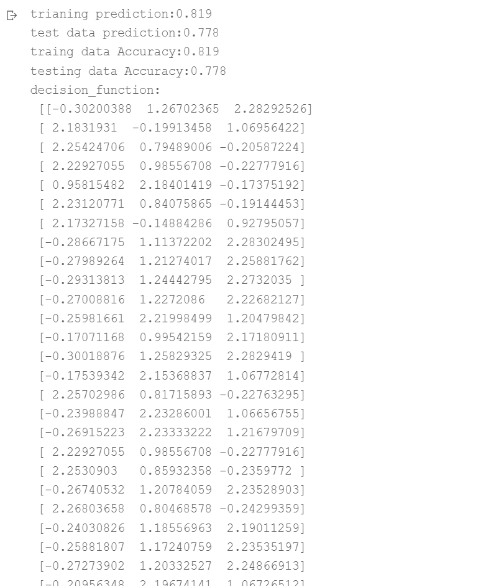 trianing prediction:0.819
test data prediction:0.778
traing data Accuracy:0.819
testing data Accuracy:0.778
decision_function:
[[-0.30200388 1.26702365 2.28292526]
[ 2.1831931 -0.19913458 1.06956422]
[ 2.25424706 0.79489006 -0.20587224]
[ 2.22927055 0.98556708 -0.22777916]
[ 0.95815482 2.18401419 -0.17375192]
[ 2.23120771 0.84075865 -0.19144453]
[ 2.17327158 -0.14884286 0.92795057]
[-0.28667175 1.11372202 2.28302495]
[-0.27989264 1.21274017 2.25881762]
[-0.29313813 1.24442795 2.2732035 ]
[-0.27008816 1.2272086 2.22682127]
[-0.25981661 2.21998499 1.20479842]
[-0.17071168 0.99542159 2.17180911]
[-0.30018876 1.25829325 2.2829419 ]
[-0.17539342 2.15368837 1.06772814]
[ 2.25702986 0.81715893 -0.22763295]
[-0.23988847 2.23286001 1.06656755]
[-0.26915223 2.23333222 1.21679709]
[ 2.22927055 0.98556708 -0.22777916]
[ 2.2530903 0.85932358 -0.2359772 ]
[-0.26740532 1.20784059 2.23528903]
[ 2.26803658 0.80468578 -0.24299359]
[-0.24030826 1.18556963 2.19011259]
[-0.25881807 1.17240759 2.23535197]
[-0.27273902 1.20332527 2.24866913]
[-0.20956348 2.19674141 1.06726512]